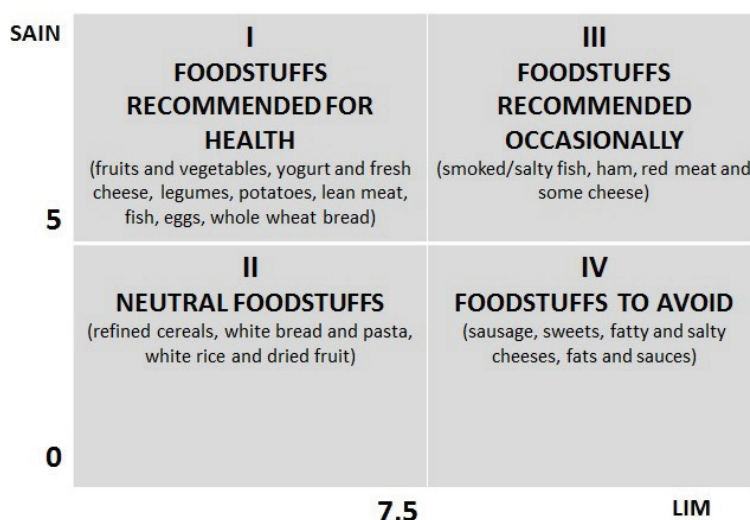 SAIN
I
FOODSTUFFS
RECOMMENDED FOR
HEALTH
(fruits and vegetables, yogurt and fresh
cheese, legumes, potatoes, lean meat,
fish, eggs, whole wheat bread)
III
FOODSTUFFS
RECOMMENDED
OCCASIONALLY
(smoked/salty fish, ham, red meat and
some cheese)
5
II
NEUTRAL FOODSTUFFS
(refined cereals, white bread and pasta,
white rice and dried fruit)
IV
FOODSTUFFS TO AVOID
(sausage, sweets, fatty and salty
cheeses, fats and sauces)
0
7.5
LIM